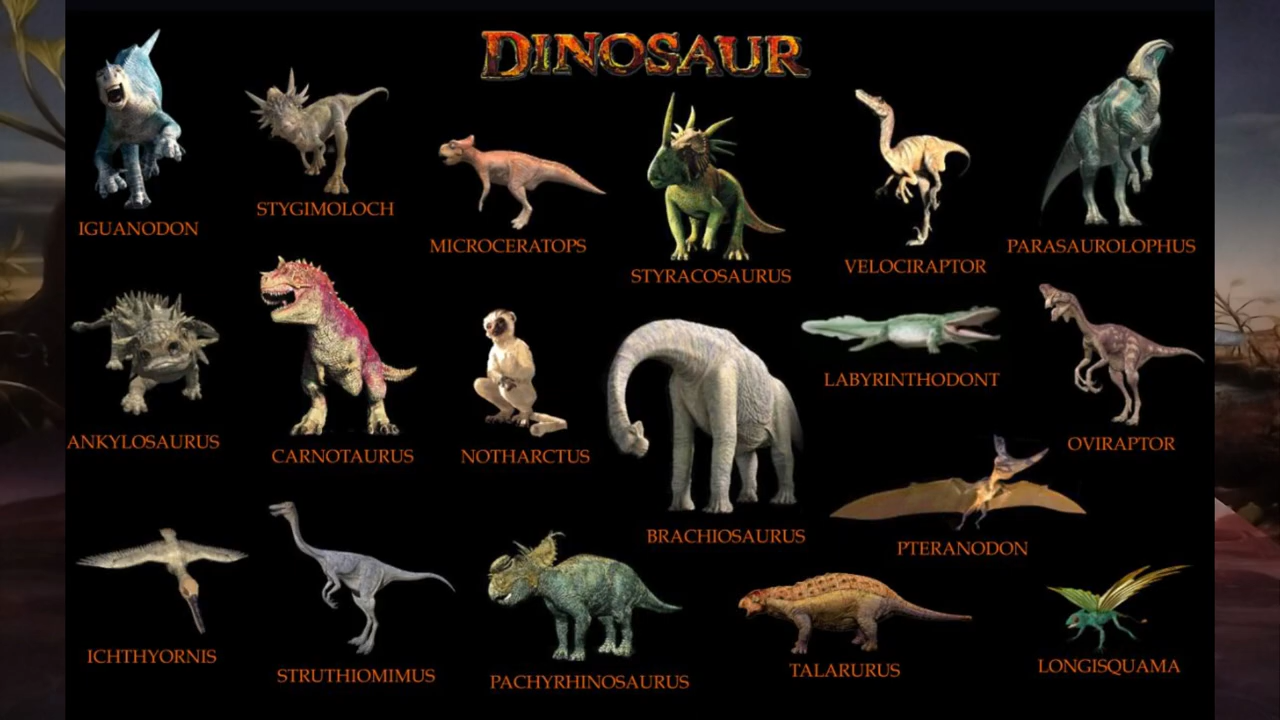 DINOSAUR
IGUANODON
STYGIMOLOCH
MICROCERATOPS
STYRACOSAURUS
VELOCIRAPTOR
PARASAUROLOPHUS
ANKYLOSAURUS
CARNOTAURUS
NOTHARCTUS
BRACHIOSAURUS
LABYRINTHODONT
OVIRAPTOR
PTERANODON
ICHTHYORNIS
STRUTHIOMIMUS
PACHYRHINOSAURUS
TALARURUS
LONGISQUAMA